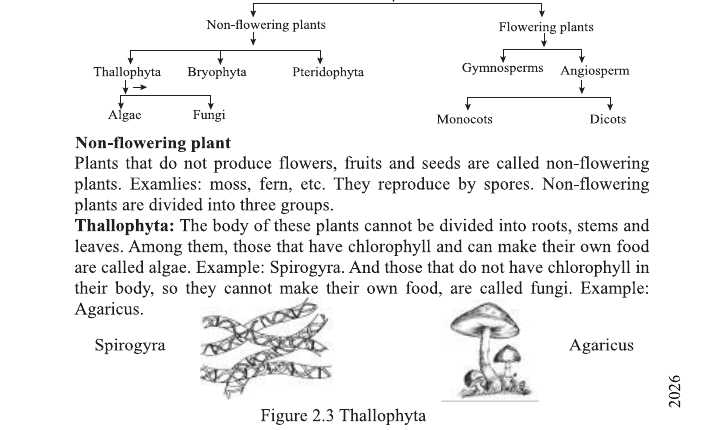 Non-flowering plants
Flowering plants
Thallophyta Bryophyta Pteridophyta
Gymnosperms Angiosperm
Algae Fungi
Monocots Dicots
Non-flowering plant
Plants that do not produce flowers, fruits and seeds are called non-flowering
plants. Examlies: moss, fern, etc. They reproduce by spores. Non-flowering
plants are divided into three groups.
Thallophyta: The body of these plants cannot be divided into roots, stems and
leaves. Among them, those that have chlorophyll and can make their own food
are called algae. Example: Spirogyra. And those that do not have chlorophyll in
their body, so they cannot make their own food, are called fungi. Example:
Agaricus.
Spirogyra
Agaricus
Figure 2.3 Thallophyta
2026